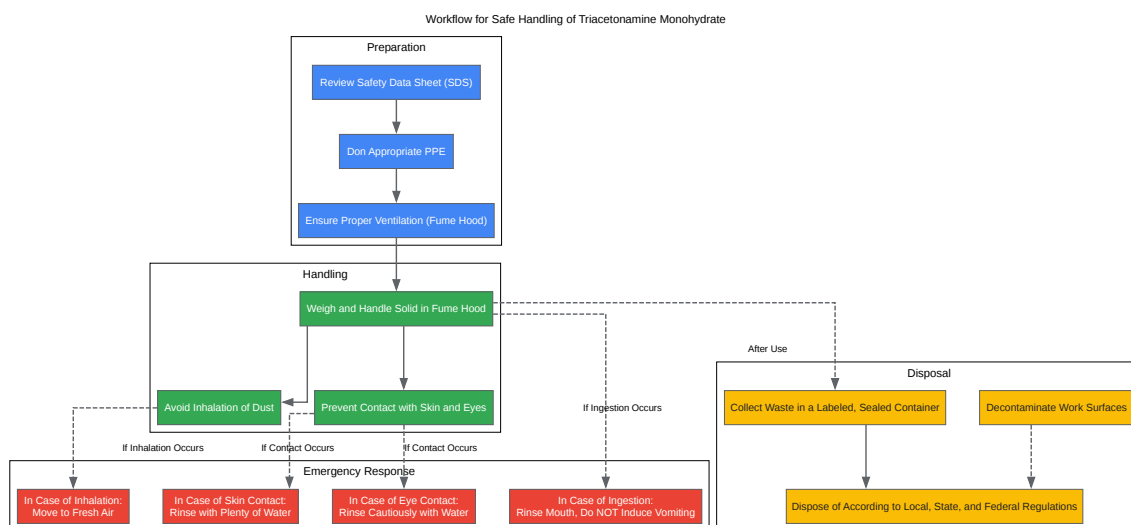 Workflow for Safe Handling of Triacetonamine Monohydrate
Preparation
Review Safety Data Sheet (SDS)
Don Appropriate PPE
Ensure Proper Ventilation (Fume Hood)
Handling
Weigh and Handle Solid in Fume Hood
Avoid Inhalation of Dust
Prevent Contact with Skin and Eyes
If Ingestion Occurs
After Use
Disposal
Collect Waste in a Labeled, Sealed Container
Decontaminate Work Surfaces
If Inhalation Occurs
If Contact Occurs
If Contact Occurs
Emergency Response
In Case of Inhalation:
Move to Fresh Air
In Case of Skin Contact:
Rinse with Plenty of Water
In Case of Eye Contact:
Rinse Cautiously with Water
In Case of Ingestion:
Rinse Mouth, Do NOT Induce Vomiting
Dispose of According to Local, State, and Federal Regulations